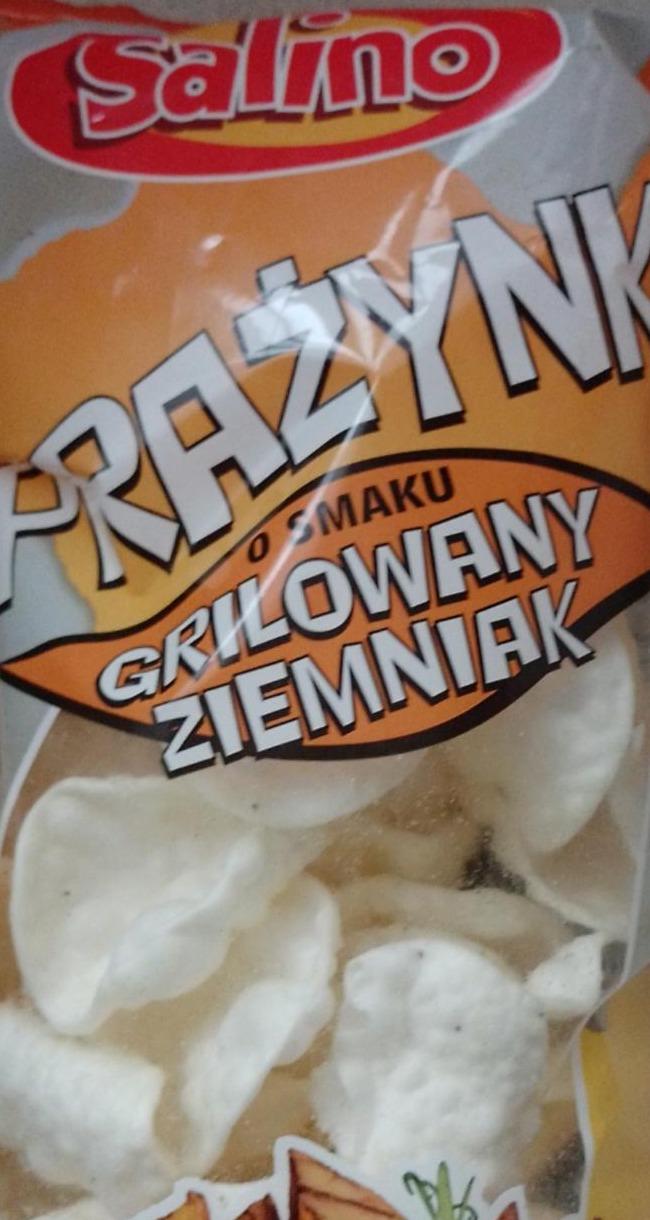 Salino
PRAŻYNK
O SMAKU
GRILOWANY
ZIEMNIAK